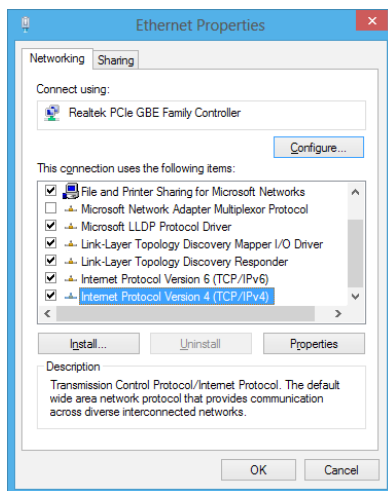 Ethernet Properties
Networking
Sharing
Connect using:
Realtek PCIe GBE Family Controller
Configure...
This connection uses the following items:
File and Printer Sharing for Microsoft Networks
Microsoft Network Adapter Multiplexor Protocol
Microsoft LLDP Protocol Driver
Link-Layer Topology Discovery Mapper I/O Driver
Link-Layer Topology Discovery Responder
Internet Protocol Version 6 (TCP/IPv6)
Internet Protocol Version 4 (TCP/IPv4)
Install...
Uninstall
Properties
Description
Transmission Control Protocol/Internet Protocol. The default
wide area network protocol that provides communication
across diverse interconnected networks.
OK
Cancel